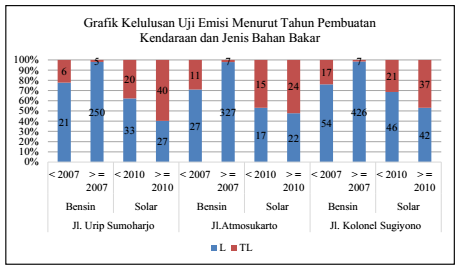 Grafik Kelulusan Uji Emisi Menurut Tahun Pembuatan
Kendaraan dan Jenis Bahan Bakar
100%
90%
80%
70%
60%
50%
40%
30%
20%
10%
0%
6 5 20 40 11 7 15 24 17 7 21 37
21 250 33 27 27 327 17 22 54 426 46 42
< 2007 > = < 2010 > = < 2007 > = < 2010 > = < 2007 > = < 2010 > =
2007 2010 2007 2010 2007 2010
Bensin Solar Bensin Solar Bensin Solar
Jl. Urip Sumoharjo Jl.Atmosukarto Jl. Kolonel Sugiyono
L TL